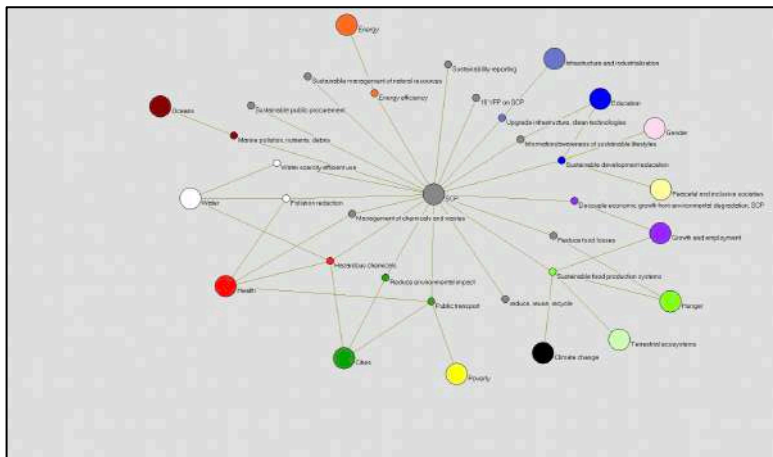 Energy
Sustainability reporting
Infrastructure and industrialization
Sustainable management of natural resources
Energy efficiency
10 YFP on SCP
Education
Oceans
Sustainable public procurement
Upgrade infrastructure, clean technologies
Gender
Marine pollution, nutrients, debris
Information/awareness of sustainable lifestyles
Water scarcity efficient use
Sustainable development education
Peaceful and inclusive societies
Water
Pollution reduction
SCP
Decouple economic growth from environmental degradation, SCP
Management of chemicals and wastes
Growth and employment
Reduce food losses
Hazardous chemicals
Sustainable food production systems
Reduce environmental impact
Health
Public transport
reduce, reuse, recycle
Hunger
Terrestrial ecosystems
Cities
Climate change
Poverty